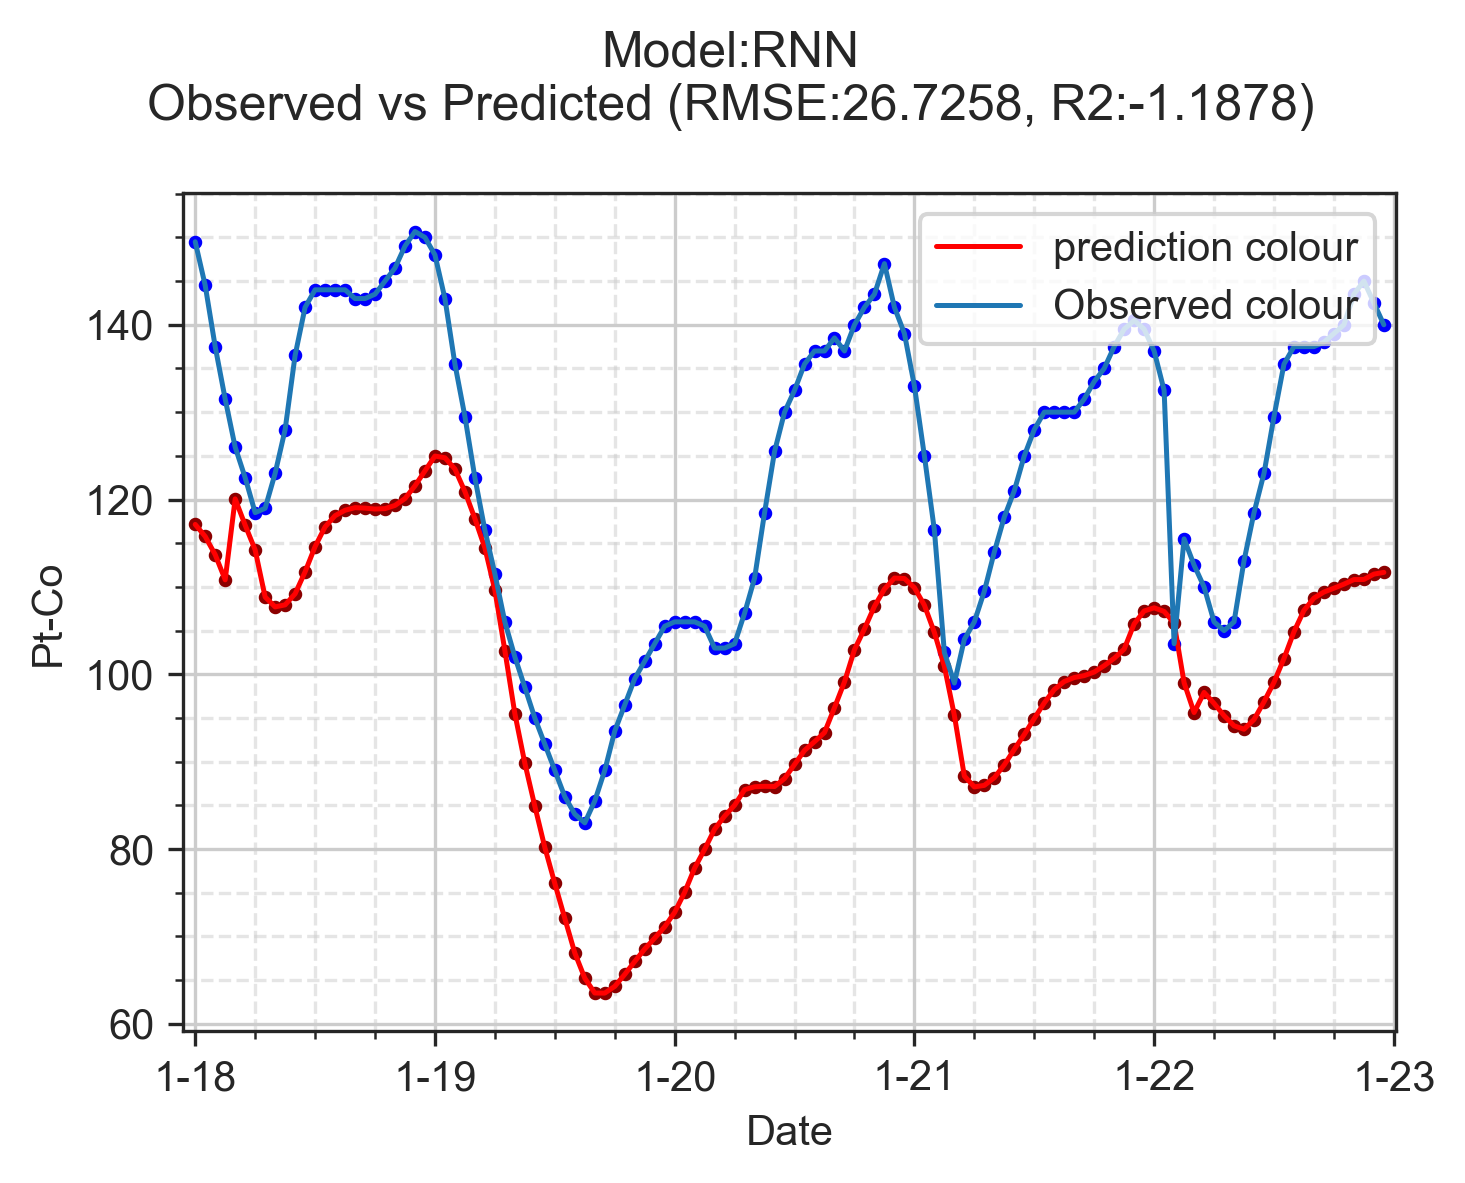 Model:RNN
Observed vs Predicted (RMSE:26.7258, R2:-1.1878)
prediction colour
Observed colour
140
120
100
80
60
Pt-Co
1-18 1-19 1-20 1-21 1-22 1-23
Date